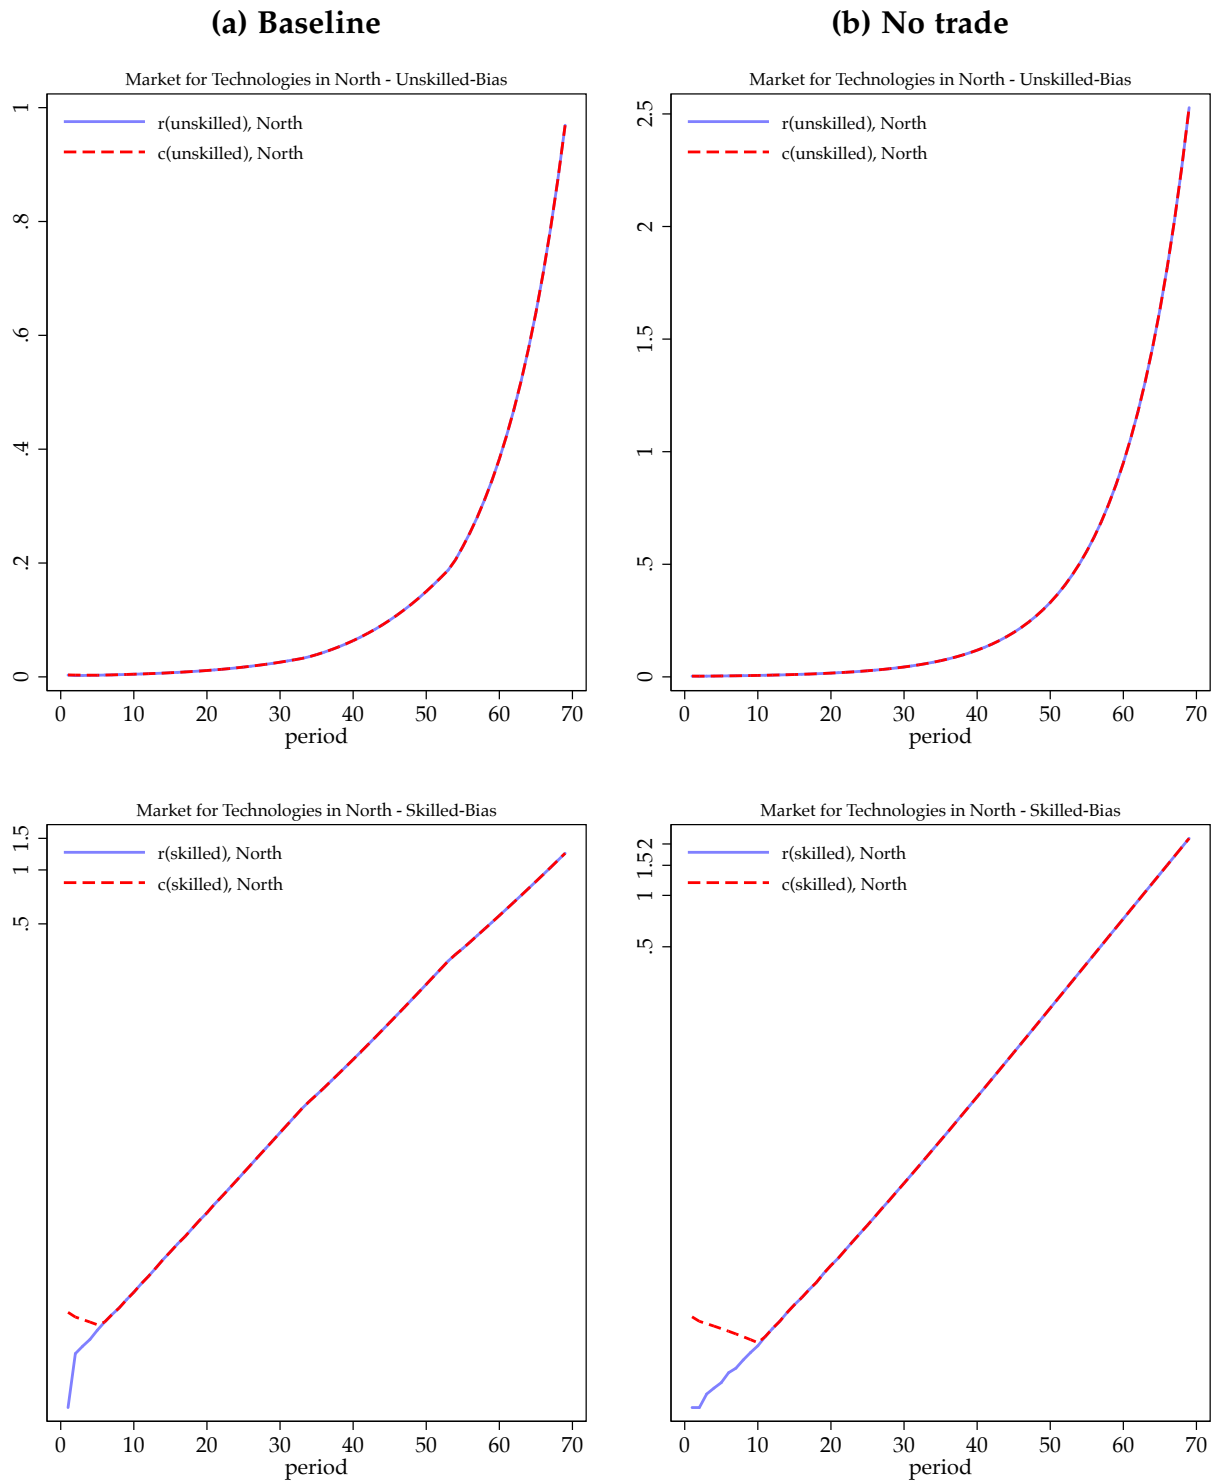 (a) Baseline
(b) No trade
Market for Technologies in North - Unskilled-Bias
r(unskilled), North
c(unskilled), North
1
.8
.6
.4
.2
0
0 10 20 30 40 50 60 70
period
Market for Technologies in North - Unskilled-Bias
r(unskilled), North
c(unskilled), North
2.5
2
1.5
1
.5
0
0 10 20 30 40 50 60 70
period
Market for Technologies in North - Skilled-Bias
r(skilled), North
c(skilled), North
1.5
1
.5
0 10 20 30 40 50 60 70
period
Market for Technologies in North - Skilled-Bias
r(skilled), North
c(skilled), North
2
1.5
1
.5
0 10 20 30 40 50 60 70
period